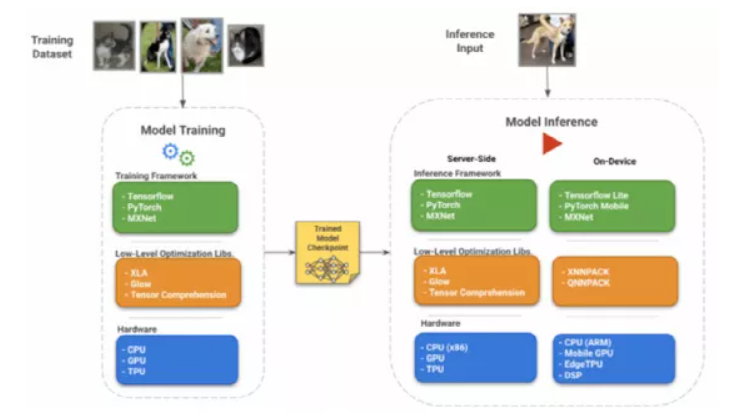 Training
Dataset
Inference
Input
Model Training
Training Framework
- Tensorflow
- PyTorch
- MXNet
Low-Level Optimization Libs
- XLA
- Glow
- Tensor Comprehension
Hardware
- CPU
- GPU
- TPU
Trained
Model
Checkpoint
Model Inference
Server-Side
Inference Framework
- Tensorflow
- PyTorch
- MXNet
Low-Level Optimization Libs
- XLA
- Glow
- Tensor Comprehension
Hardware
- CPU (x86)
- GPU
- TPU
On-Device
- Tensorflow Lite
- PyTorch Mobile
- MXNet
- XNNPACK
- QNNPACK
- CPU (ARM)
- Mobile GPU
- EdgeTPU
- DSP